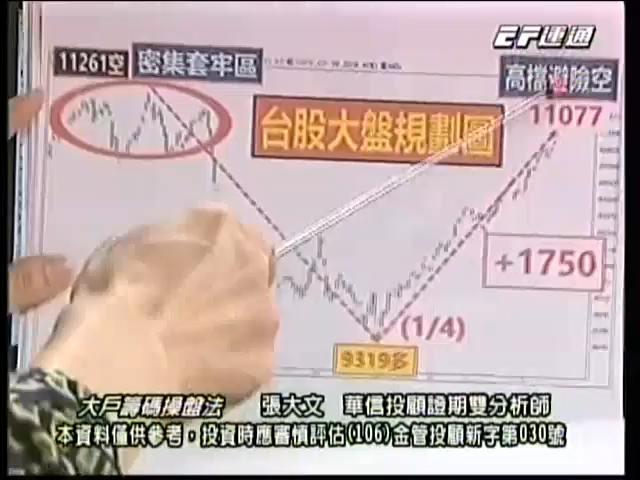 EF運通
11261空
密集套牢區
高檔避險空
台股大盤規劃圖
11077
+1750
(1/4)
9319多
大戶籌碼操盤法 張大文 華信投顧證期雙分析師
本資料僅供參考，投資時應審慎評估(106)金管投顧新字第030號